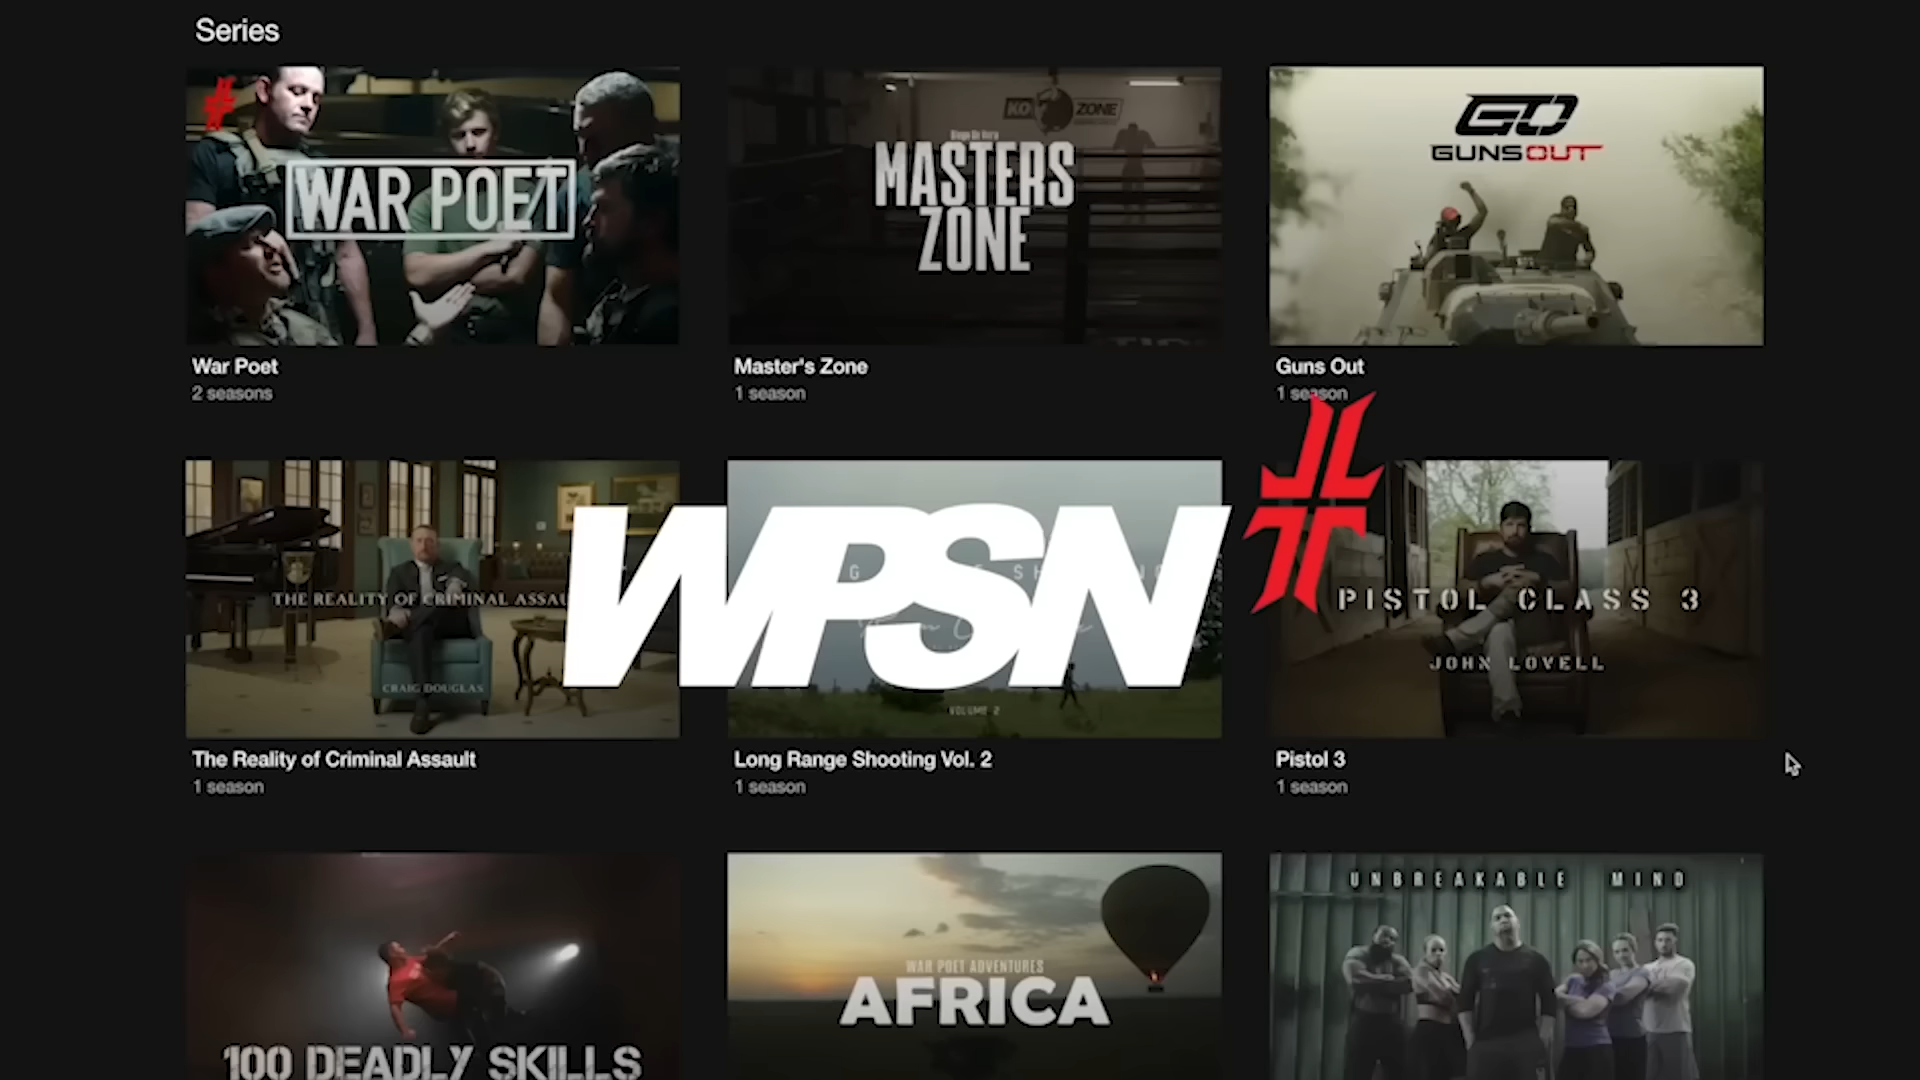 Series
WAR POET
KO ZONE
MASTERS
ZONE
GO
GUNSOUT
War Poet
2 seasons
Master's Zone
1 season
Guns Out
1 season
THE REALITY OF CRIMINAL ASSAU
CRAIG DOUGLAS
WPSN
VOLUME 2
PISTOL CLASS 3
JOHN LOVELL
The Reality of Criminal Assault
1 season
Long Range Shooting Vol. 2
1 season
Pistol 3
1 season
100 DEADLY SKILLS
WAR POET ADVENTURES
AFRICA
UNBREAKABLE MIND